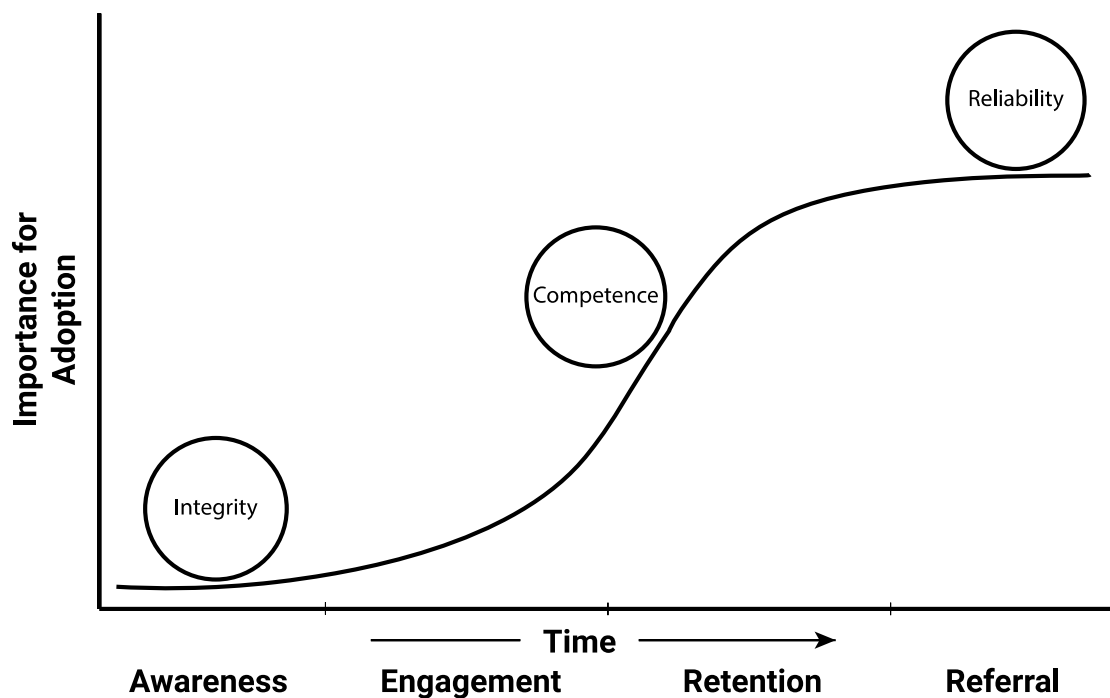 Reliability
Importance for
Adoption
Competence
Integrity
Time
Awareness
Engagement
Retention
Referral